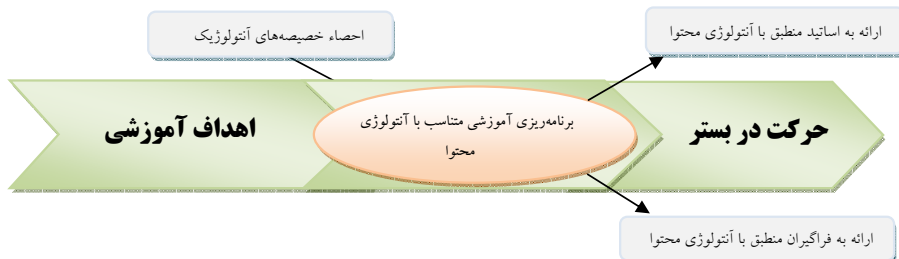 ارائه به اساتید منطبق با آنتولوژی محتوا
احصاء خصیصه‌های آنتولوژیک
حرکت در بستر
برنامه‌ریزی آموزشی متناسب با آنتولوژی
محتوا
اهداف آموزشی
ارائه به فراگیران منطبق با آنتولوژی محتوا